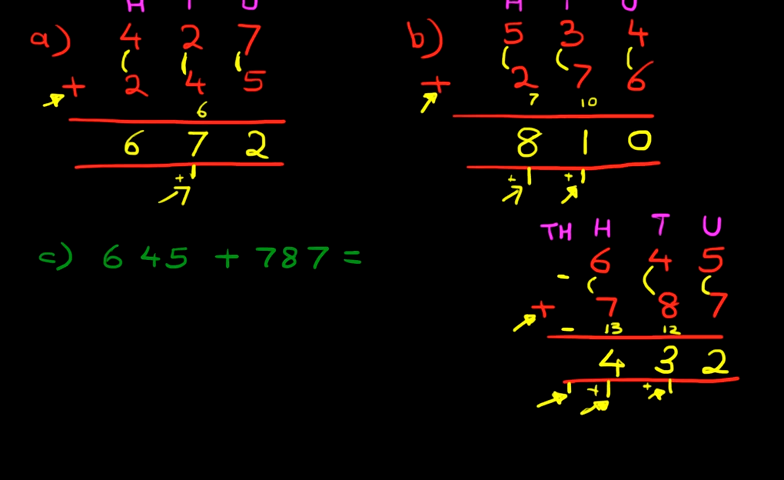 H T U
a) 4 2 7
+ 2 4 5
6
6 7 2
+1
H T U
b) 5 3 4
+ 2 7 6
7 10
8 1 0
+1 +1
c) 645 + 787 =
TH H T U
- 6 4 5
+ 7 8 7
- 13 12
4 3 2
1 +1 +1